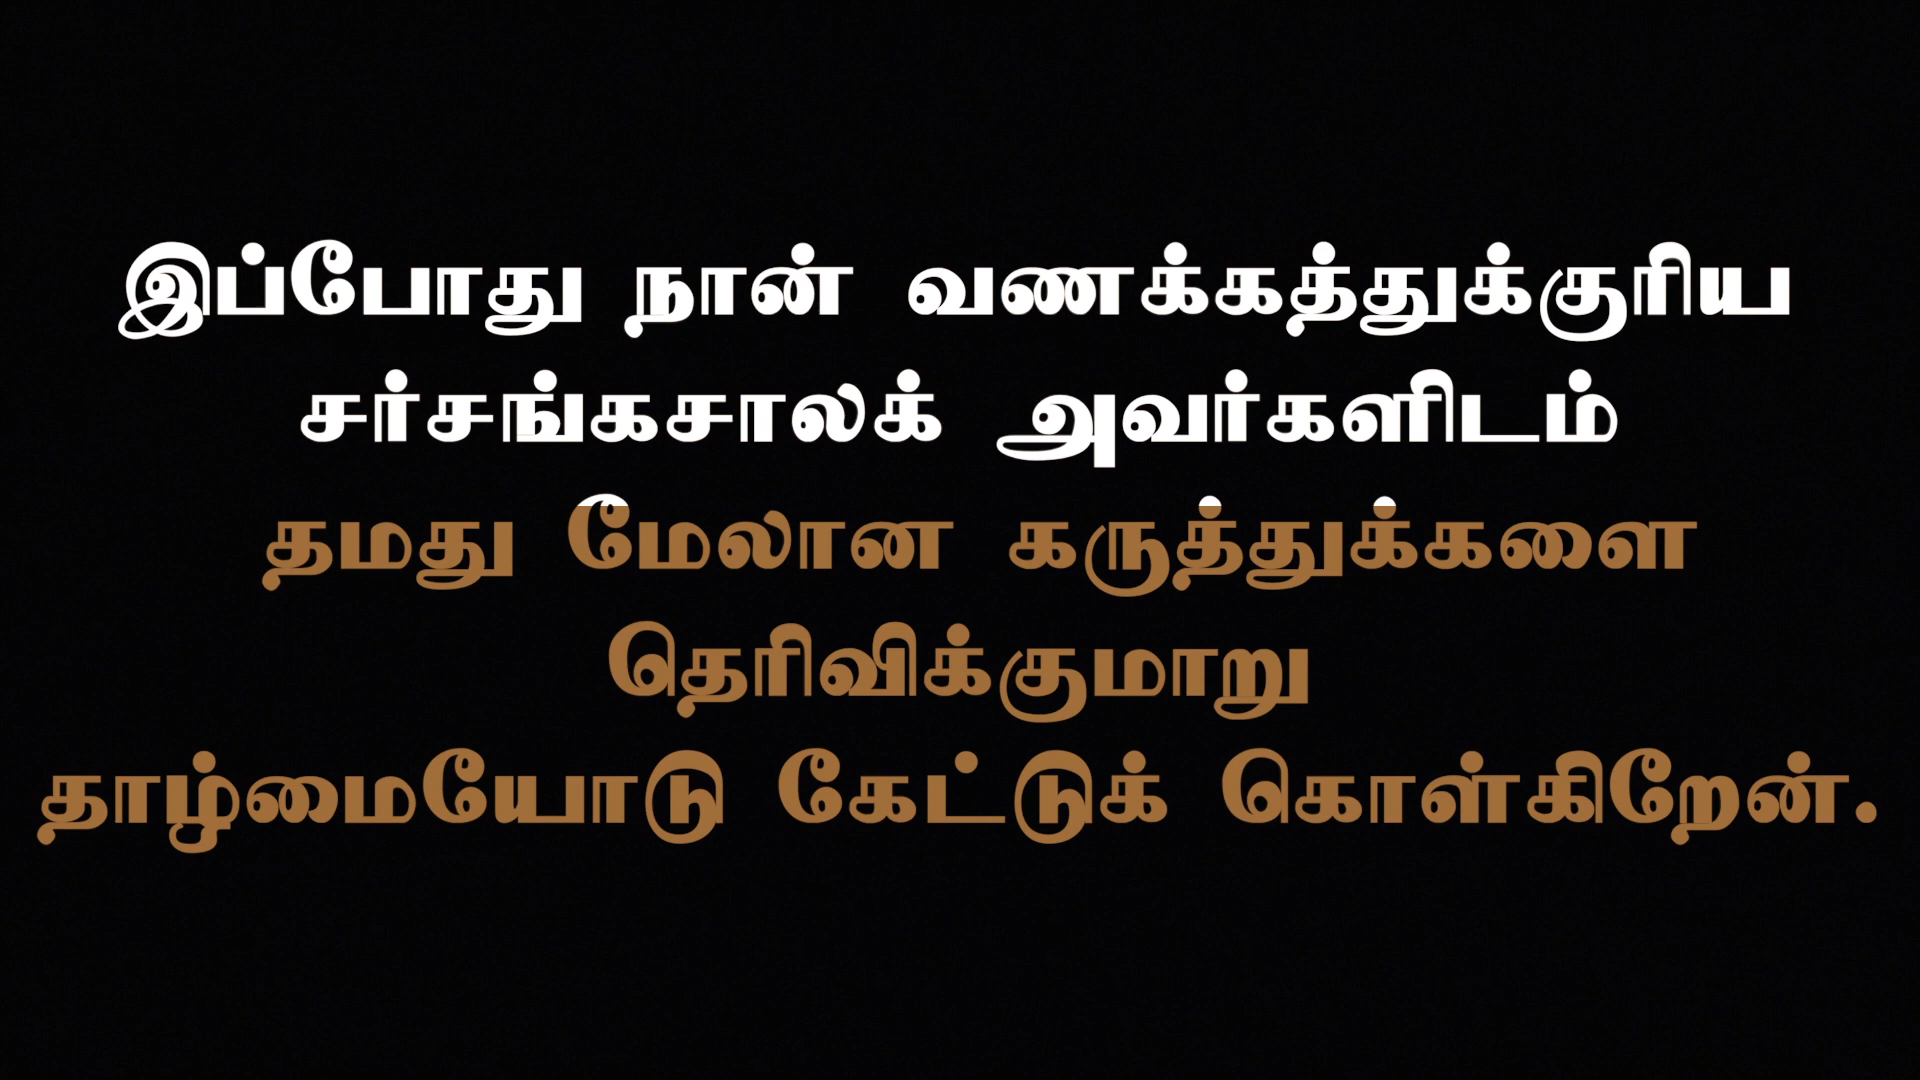 இப்போது நான் வணக்கத்துக்குரிய
சர்சங்கசாலக் அவர்களிடம்
தமது மேலான கருத்துக்களை
தெரிவிக்குமாறு
தாழ்மையோடு கேட்டுக் கொள்கிறேன்.